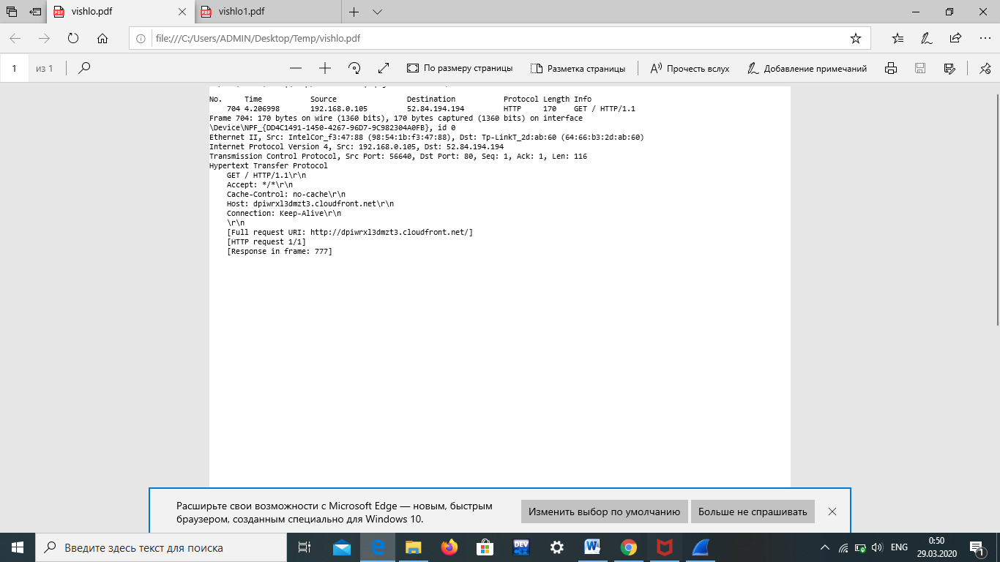 vishlo.pdf
vishlo1.pdf
file:///C:/Users/ADMIN/Desktop/Temp/vishlo.pdf
1 из 1 По размеру страницы Разметка страницы Прочесть вслух Добавление примечаний
No. Time Source Destination Protocol Length Info
704 4.206998 192.168.0.105 52.84.194.194 HTTP 170 GET / HTTP/1.1
Frame 704: 170 bytes on wire (1360 bits), 170 bytes captured (1360 bits) on interface
\Device\NPF_{DD4C1491-1450-4267-96D7-9C982304A0FB}, id 0
Ethernet II, Src: IntelCor_f3:47:88 (98:54:1b:f3:47:88), Dst: Tp-LinkT_2d:ab:60 (64:66:b3:2d:ab:60)
Internet Protocol Version 4, Src: 192.168.0.105, Dst: 52.84.194.194
Transmission Control Protocol, Src Port: 56640, Dst Port: 80, Seq: 1, Ack: 1, Len: 116
Hypertext Transfer Protocol
GET / HTTP/1.1\r\n
Accept: */*\r\n
Cache-Control: no-cache\r\n
Host: dpiwrxl3dmzt3.cloudfront.net\r\n
Connection: Keep-Alive\r\n
\r\n
[Full request URI: http://dpiwrxl3dmzt3.cloudfront.net/]
[HTTP request 1/1]
[Response in frame: 777]
Расширьте свои возможности с Microsoft Edge — новым, быстрым
браузером, созданным специально для Windows 10.
Изменить выбор по умолчанию
Больше не спрашивать
Введите здесь текст для поиска
DEV
ENG
0:50
29.03.2020
1